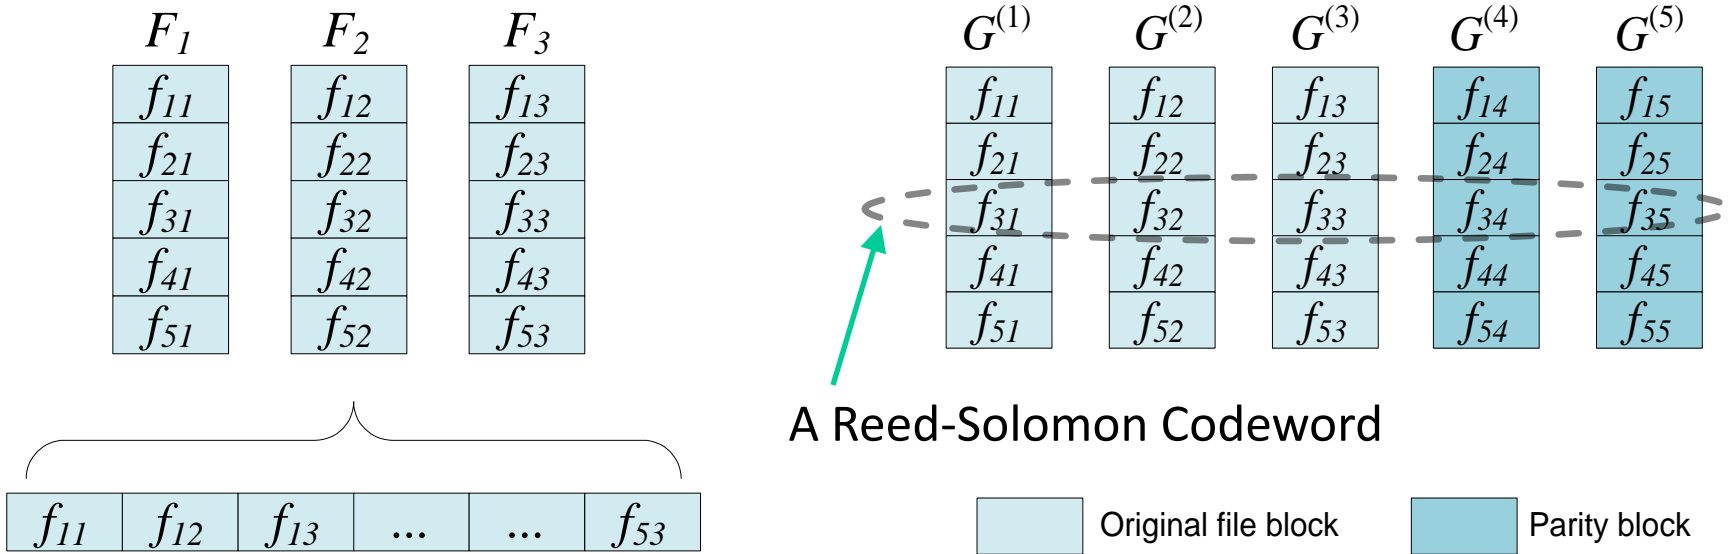 F1 F2 F3 G(1) G(2) G(3) G(4) G(5)
f11 f12 f13 f11 f12 f13 f14 f15
f21 f22 f23 f21 f22 f23 f24 f25
f31 f32 f33 f31 f32 f33 f34 f35
f41 f42 f43 f41 f42 f43 f44 f45
f51 f52 f53 f51 f52 f53 f54 f55
A Reed-Solomon Codeword
f11 f12 f13 ... ... f53
Original file block Parity block